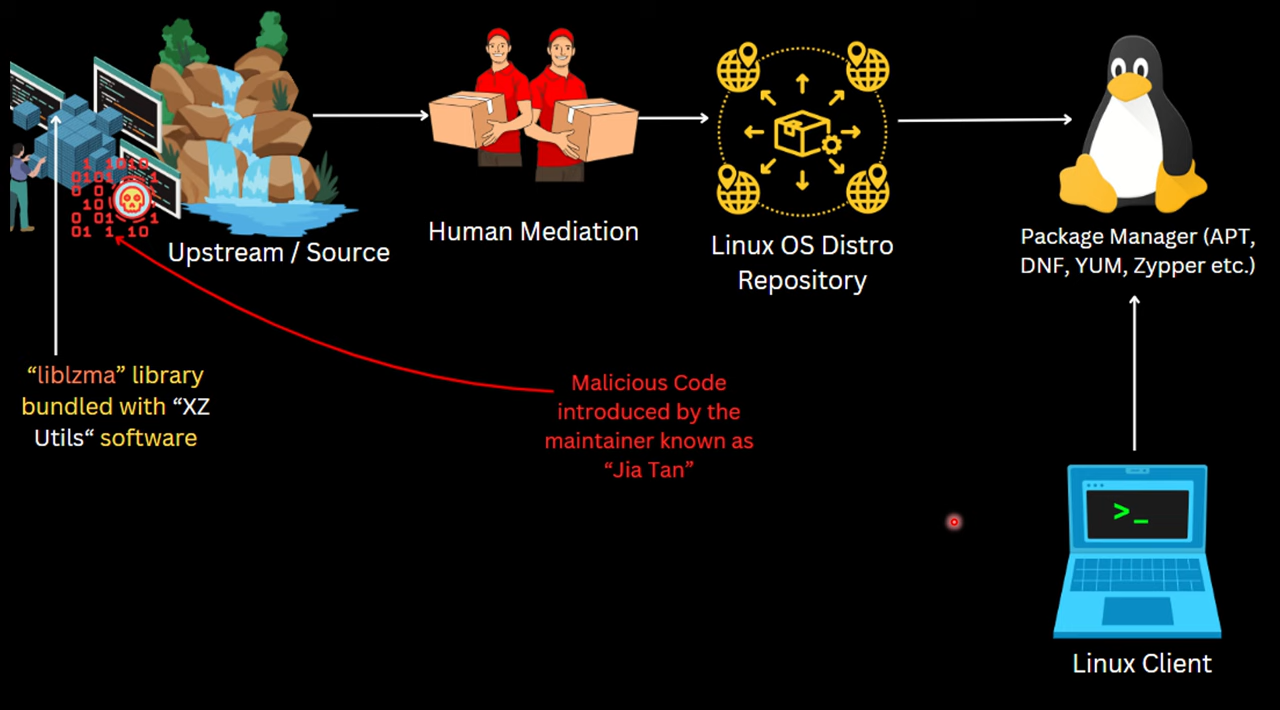 Upstream / Source
Human Mediation
Linux OS Distro
Repository
Package Manager (APT,
DNF, YUM, Zypper etc.)
“liblzma” library
bundled with “XZ
Utils“ software
Malicious Code
introduced by the
maintainer known as
“Jia Tan”
>_
Linux Client